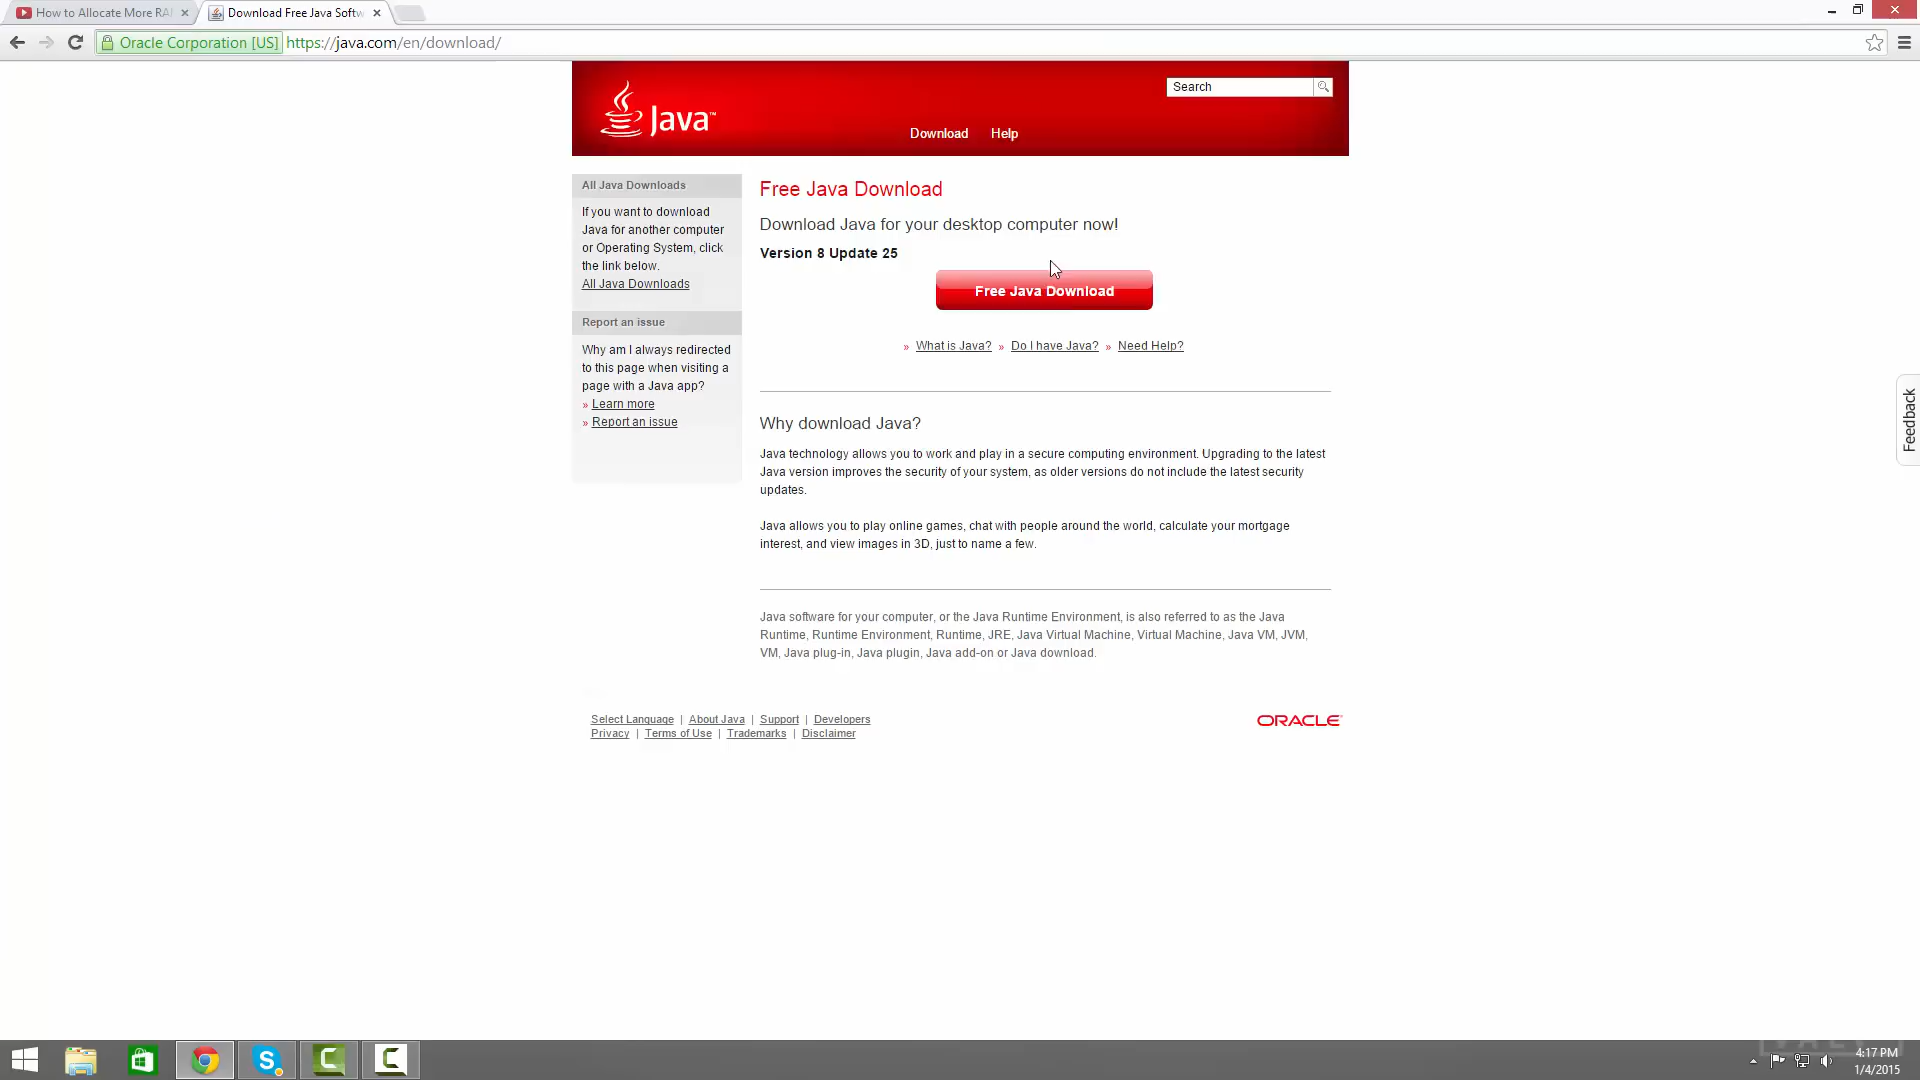 How to Allocate More RA
Download Free Java Softw
Oracle Corporation [US] https://java.com/en/download/
Java™
Search
Download Help
All Java Downloads
If you want to download
Java for another computer
or Operating System, click
the link below.
All Java Downloads
Report an issue
Why am I always redirected
to this page when visiting a
page with a Java app?
» Learn more
» Report an issue
Free Java Download
Download Java for your desktop computer now!
Version 8 Update 25
Free Java Download
» What is Java? » Do I have Java? » Need Help?
Why download Java?
Java technology allows you to work and play in a secure computing environment. Upgrading to the latest
Java version improves the security of your system, as older versions do not include the latest security
updates.
Java allows you to play online games, chat with people around the world, calculate your mortgage
interest, and view images in 3D, just to name a few.
Java software for your computer, or the Java Runtime Environment, is also referred to as the Java
Runtime, Runtime Environment, Runtime, JRE, Java Virtual Machine, Virtual Machine, Java VM, JVM,
VM, Java plug-in, Java plugin, Java add-on or Java download.
Select Language | About Java | Support | Developers
Privacy | Terms of Use | Trademarks | Disclaimer
ORACLE
Feedback
4:17 PM
1/4/2015